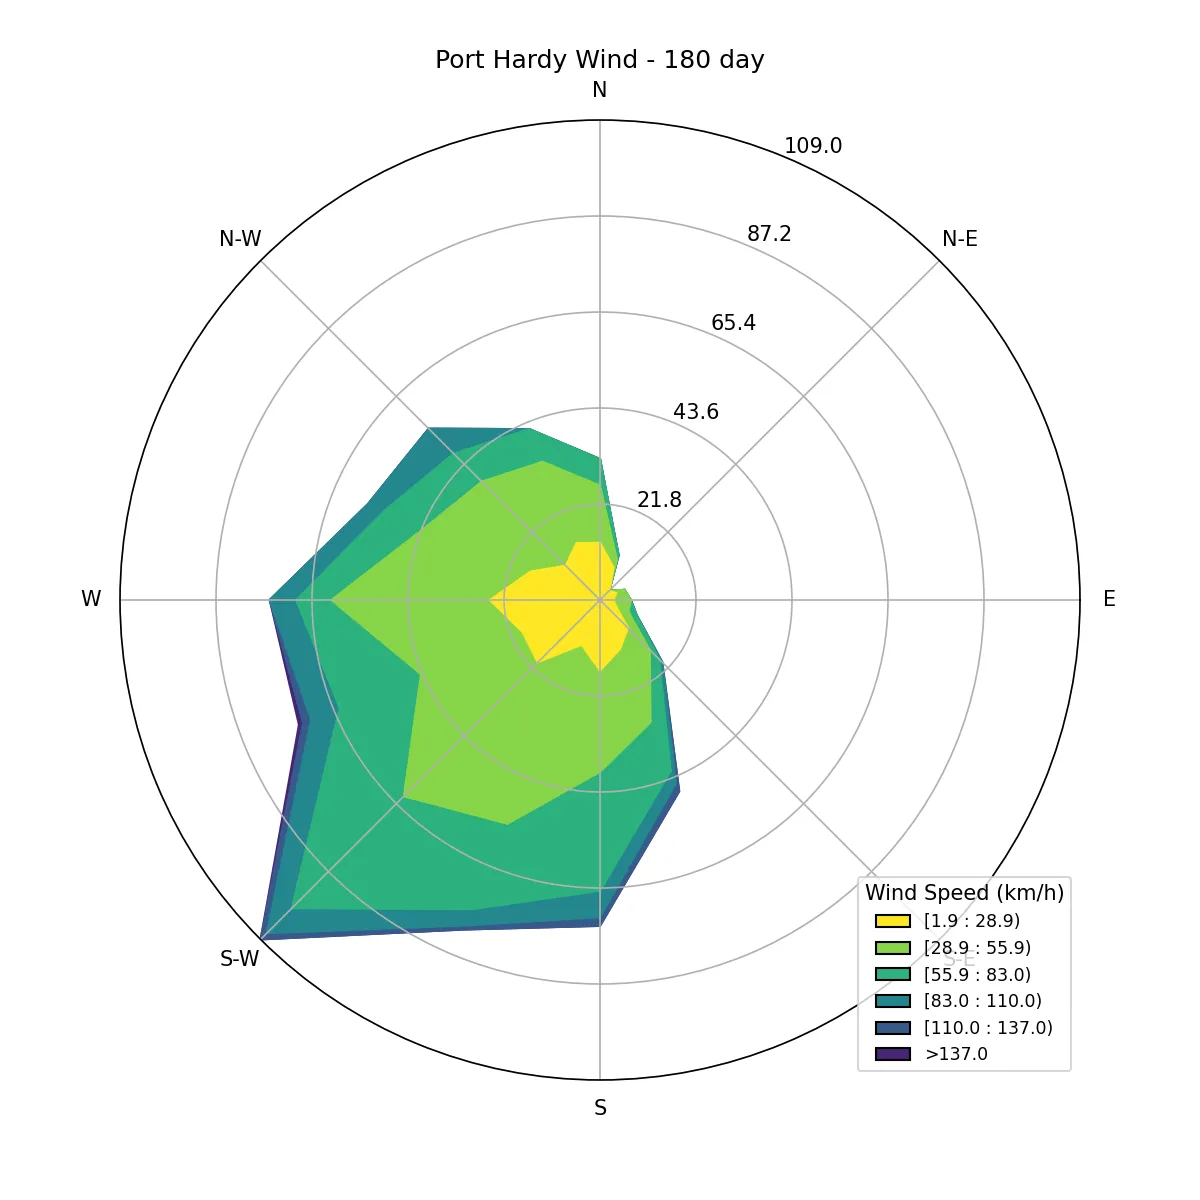 Port Hardy Wind - 180 day
N
109.0
N-W
87.2
N-E
65.4
43.6
21.8
W
E
Wind Speed (km/h)
[1.9 : 28.9)
[28.9 : 55.9)
S-W
S-E
[55.9 : 83.0)
[83.0 : 110.0)
[110.0 : 137.0)
>137.0
S